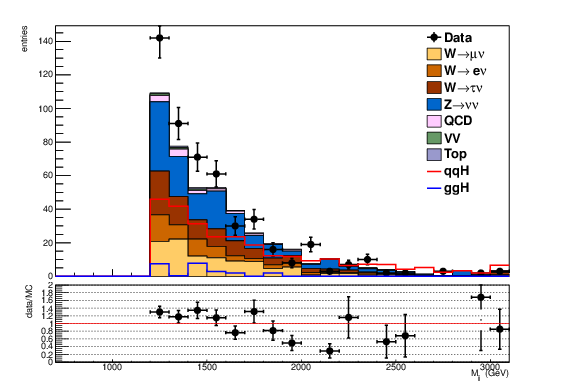 entries
140
120
100
80
60
40
20
0
Data
W→μν
W→eν
W→τν
Z→νν
QCD
VV
Top
qqH
ggH
data/MC
2
1.8
1.6
1.4
1.2
1
0.8
0.6
0.4
0.2
0
1000 1500 2000 2500 3000
(GeV)